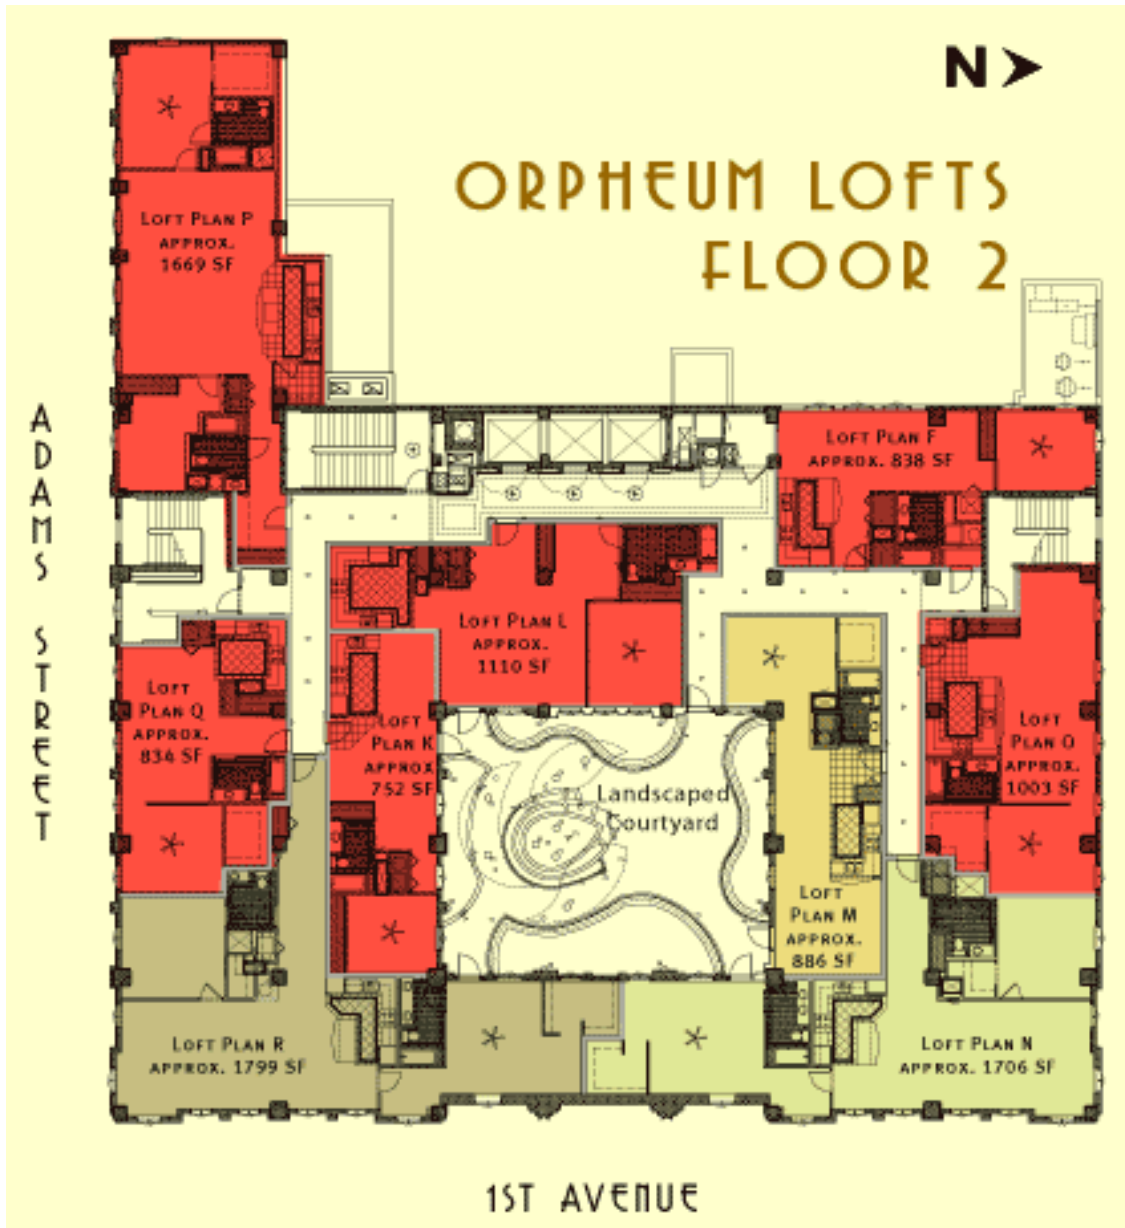 N
ORPHEUM LOFTS
FLOOR 2
LOFT PLAN P
APPROX.
1669 SF
LOFT PLAN F
APPROX. 838 SF
ADAMS STREET
LOFT PLAN L
APPROX.
1110 SF
LOFT
PLAN Q
APPROX.
834 SF
LOFT
PLAN K
APPROX
752 SF
LOFT
PLAN O
APPROX.
1003 SF
Landscaped
Courtyard
LOFT
PLAN M
APPROX.
886 SF
LOFT PLAN R
APPROX. 1799 SF
LOFT PLAN N
APPROX. 1706 SF
1ST AVENUE